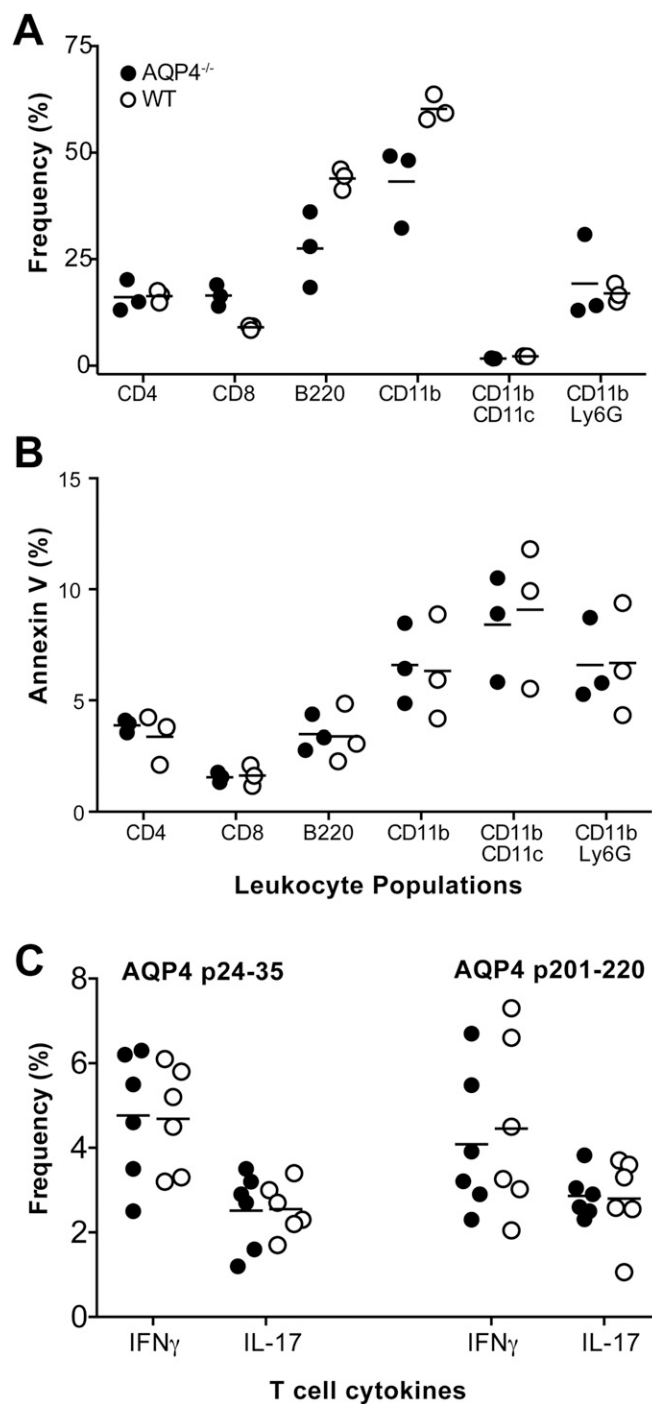 A
Frequency (%)
75
50
25
0
AQP4-/-
WT
CD4 CD8 B220 CD11b CD11b CD11b
CD11c Ly6G
B
Annexin V (%)
15
10
5
0
CD4 CD8 B220 CD11b CD11b CD11b
CD11c Ly6G
Leukocyte Populations
C
AQP4 p24-35 AQP4 p201-220
Frequency (%)
8
6
4
2
0
IFNγ IL-17 IFNγ IL-17
T cell cytokines